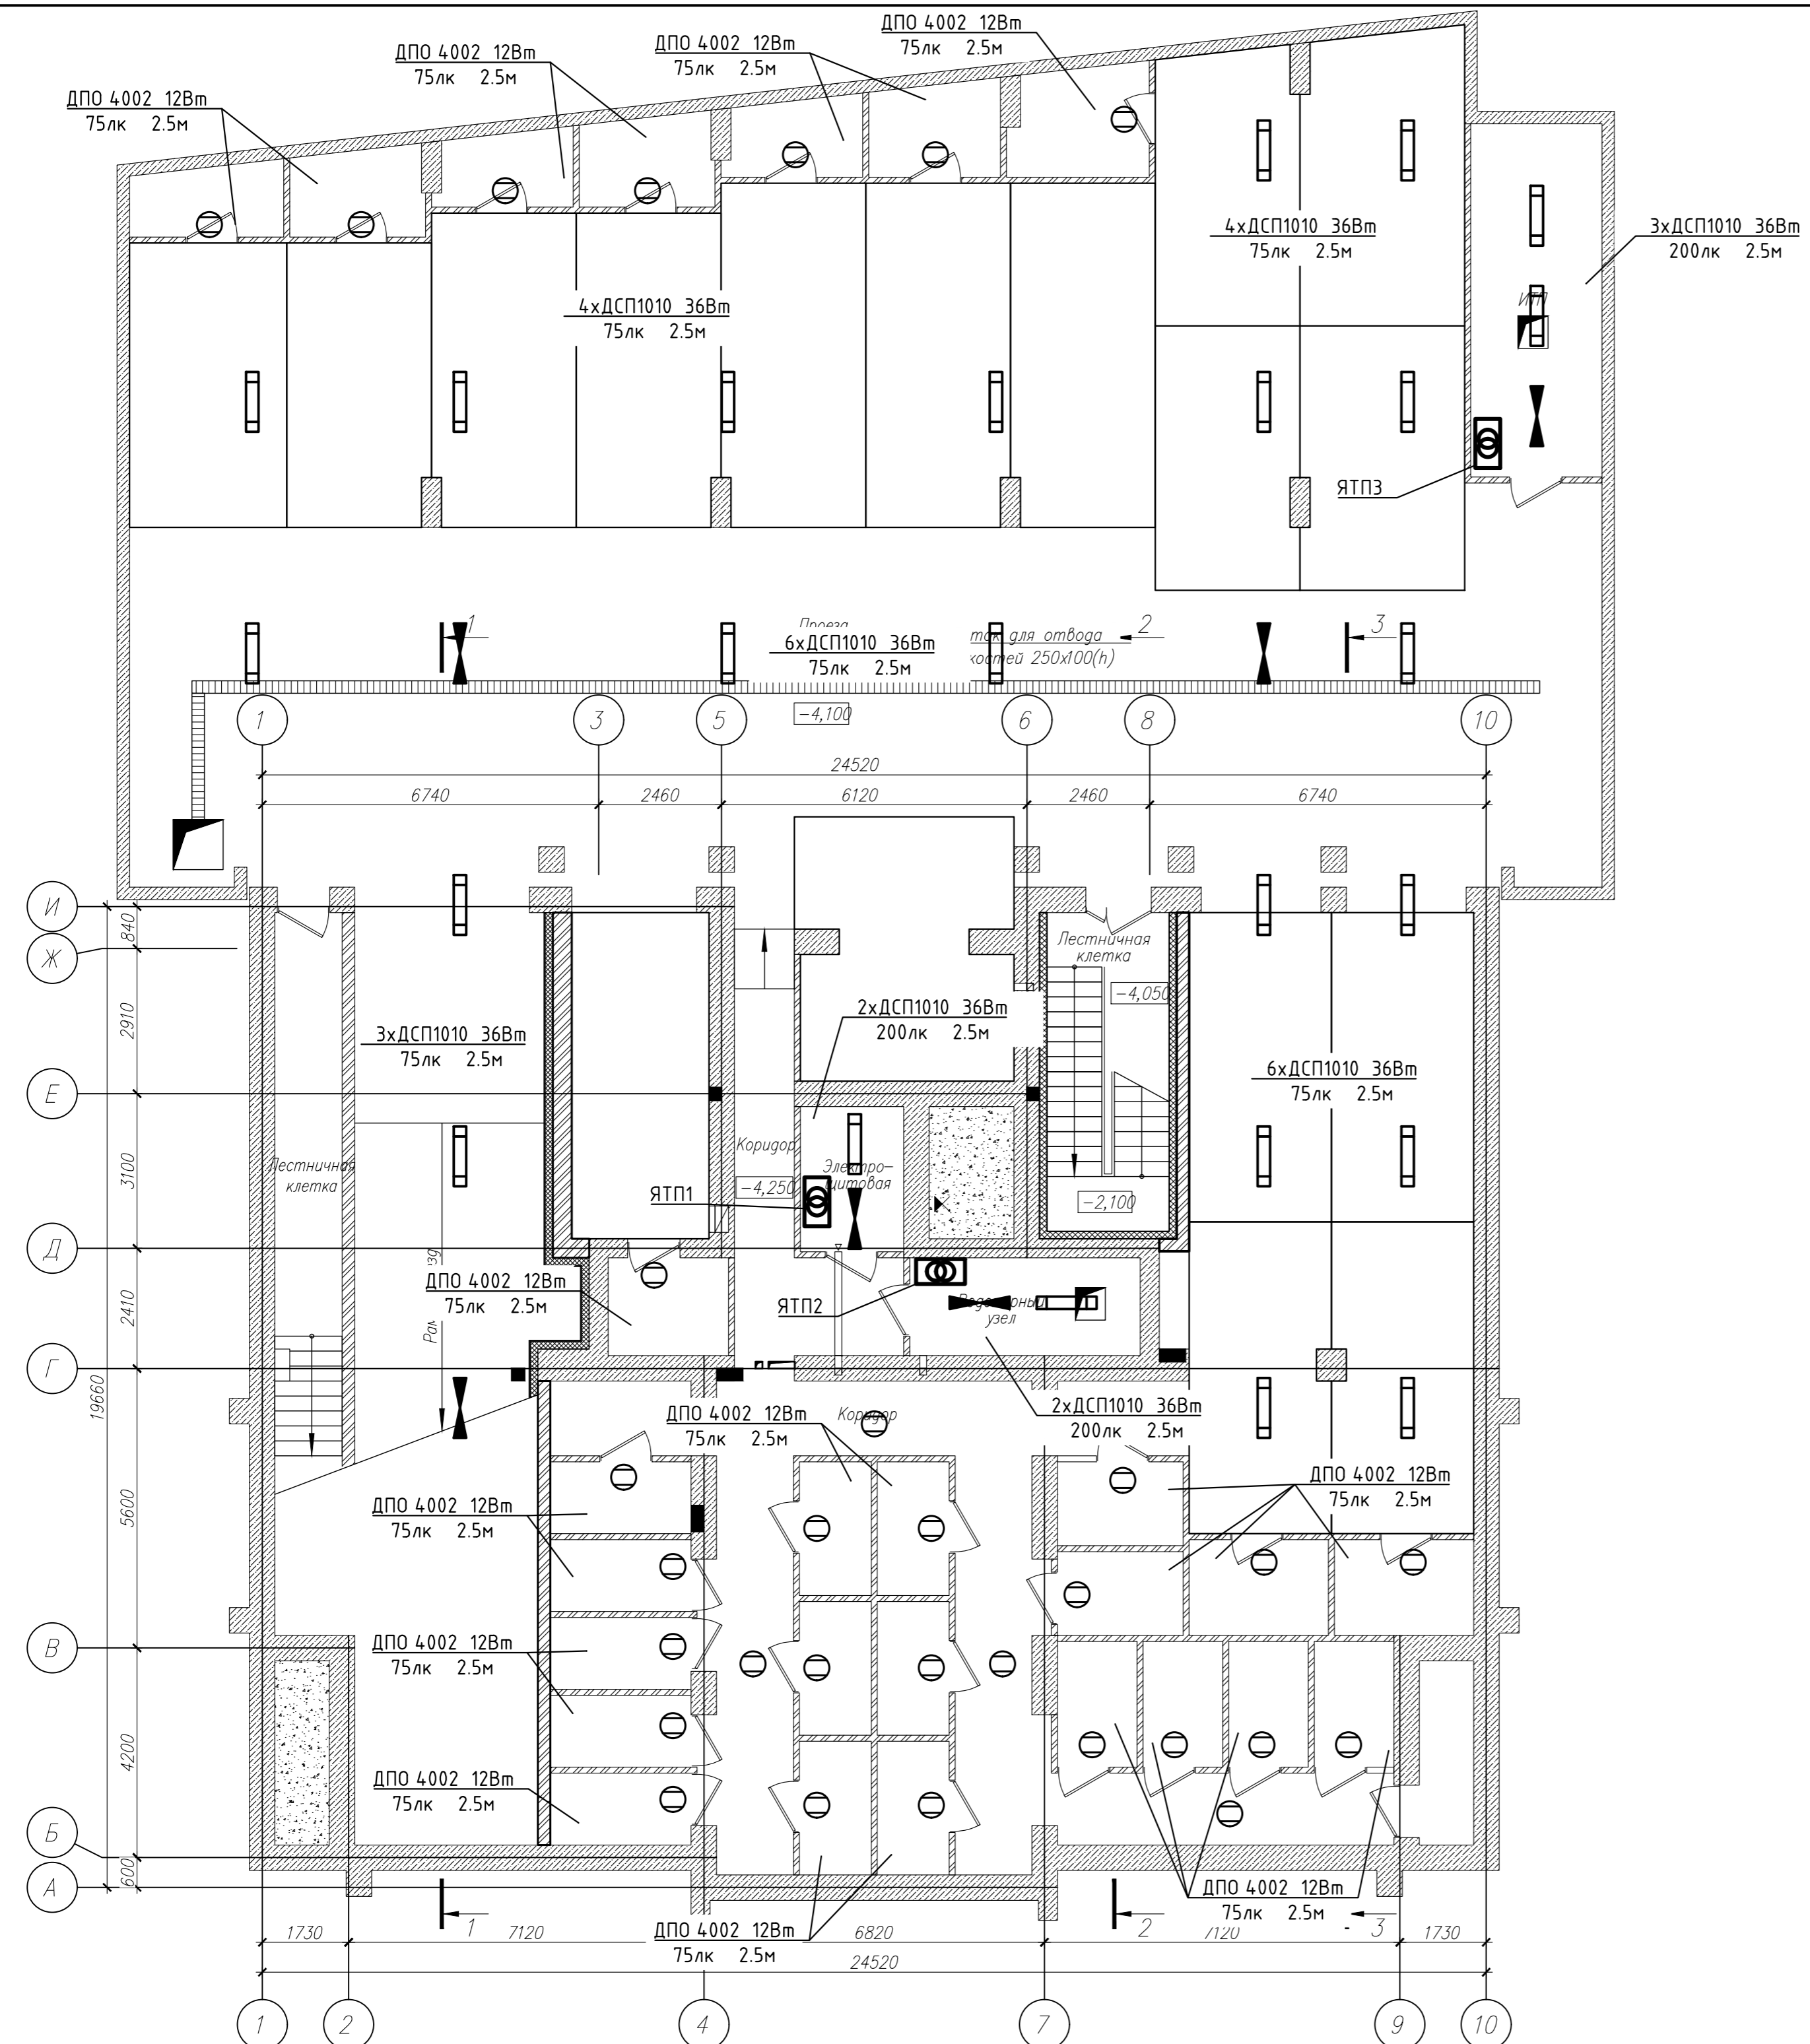 ДПО 4002 12Вт
75лк 2.5м
ДПО 4002 12Вт
75лк 2.5м
ДПО 4002 12Вт
75лк 2.5м
ДПО 4002 12Вт
75лк 2.5м
4хДСП1010 36Вт
75лк 2.5м
3хДСП1010 36Вт
200лк 2.5м
4хДСП1010 36Вт
75лк 2.5м
ИТП
ЯТП3
1
Проезд
6хДСП1010 36Вт
75лк 2.5м
для отвода
250х100(h)
2
3
-4,100
1
3
5
6
8
10
24520
6740
2460
6120
2460
6740
И
Ж
Е
Д
Г
В
Б
А
840
2910
3100
2410
5600
4200
600
19660
Лестничная
клетка
-4,050
-2,100
2хДСП1010 36Вт
200лк 2.5м
3хДСП1010 36Вт
75лк 2.5м
6хДСП1010 36Вт
75лк 2.5м
Лестничная
клетка
Коридор
-4,250
Электро-
щитовая
ЯТП1
ДПО 4002 12Вт
75лк 2.5м
ЯТП2
узел
ДПО 4002 12Вт
75лк 2.5м
Коридор
2хДСП1010 36Вт
200лк 2.5м
ДПО 4002 12Вт
75лк 2.5м
ДПО 4002 12Вт
75лк 2.5м
ДПО 4002 12Вт
75лк 2.5м
ДПО 4002 12Вт
75лк 2.5м
ДПО 4002 12Вт
75лк 2.5м
ДПО 4002 12Вт
75лк 2.5м
1
2
3
1730
7120
6820
7120
1730
24520
1
2
4
7
9
10